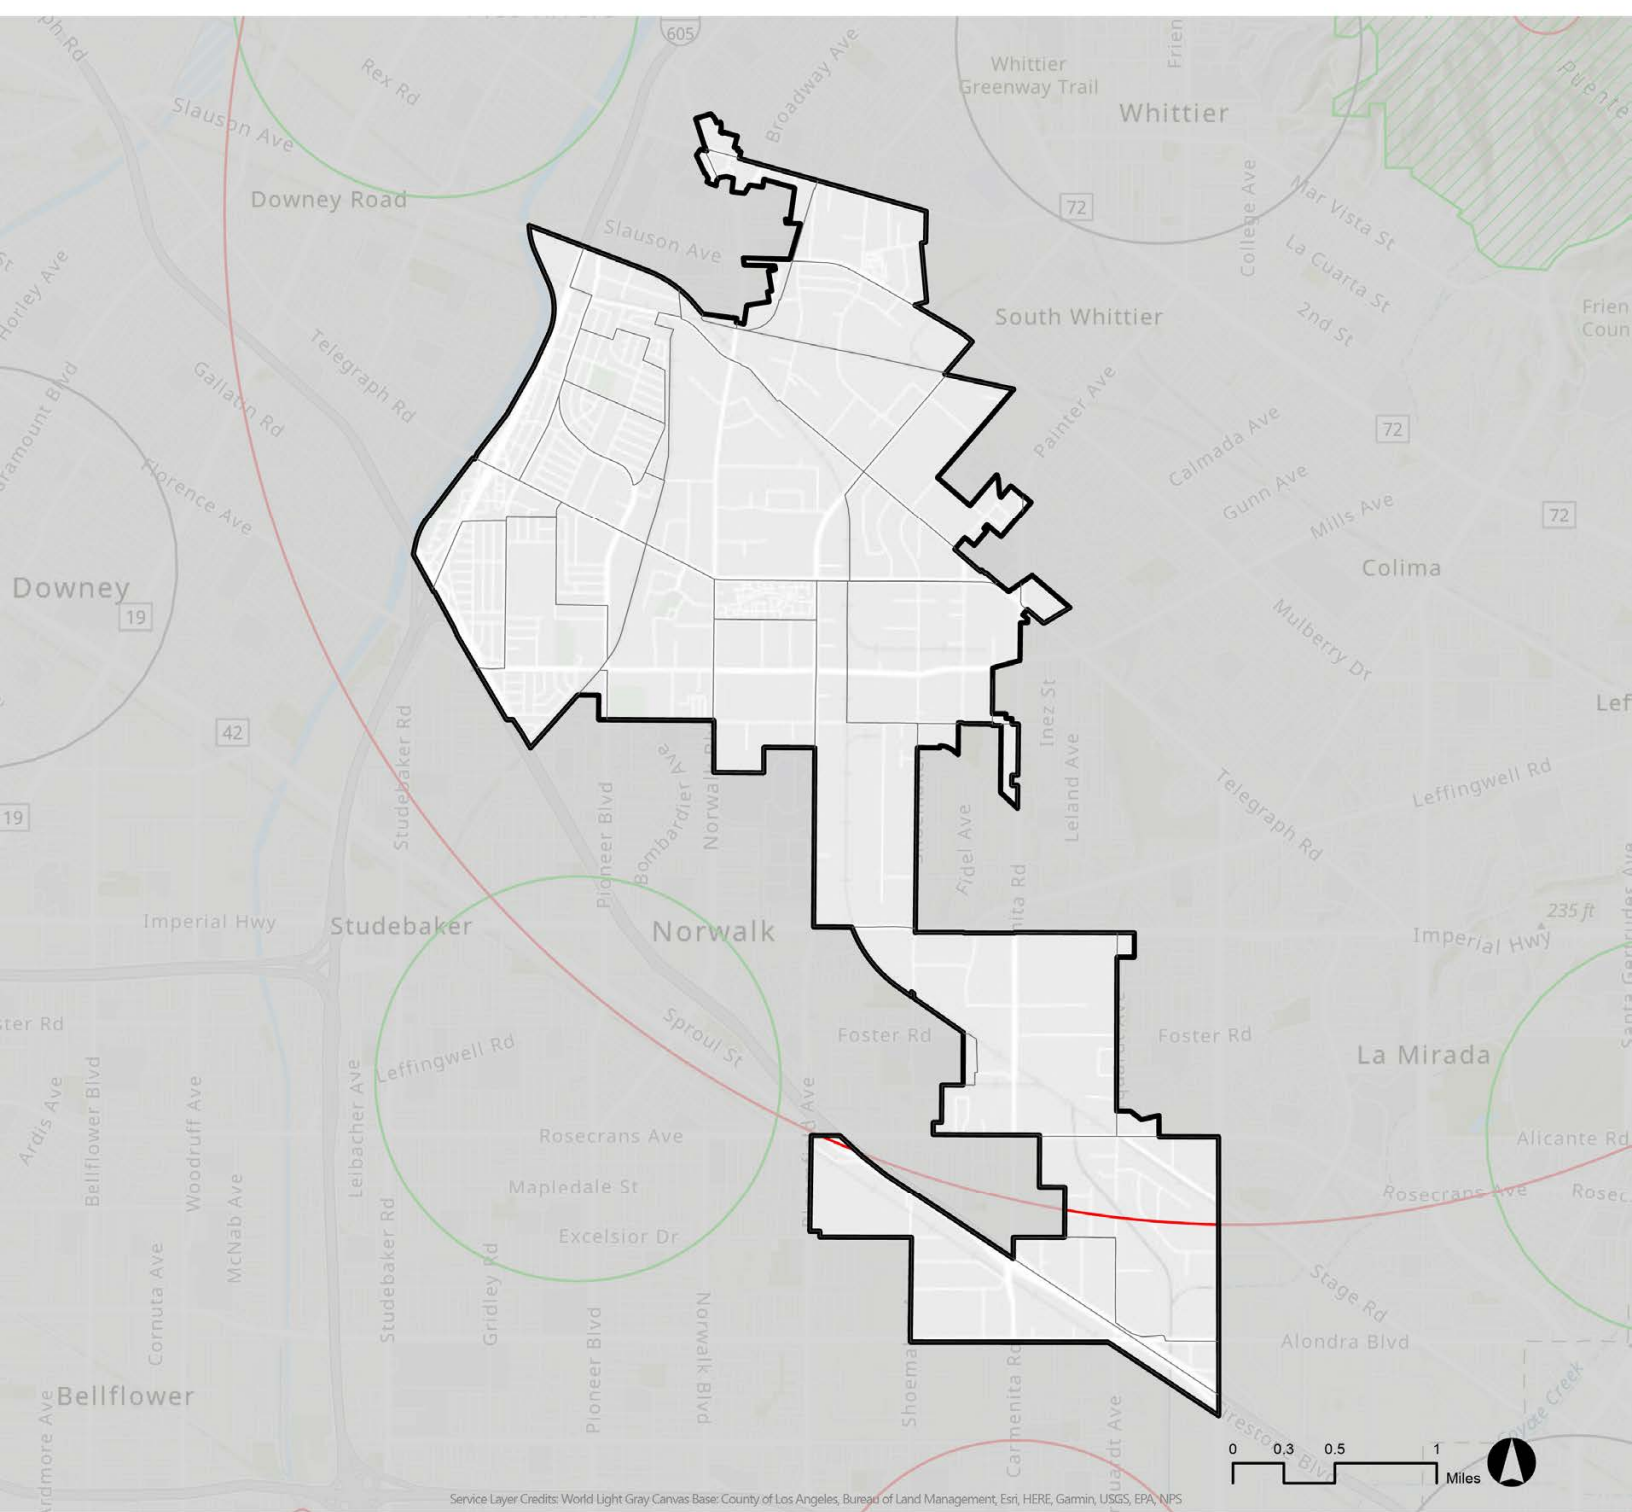 605
Broadway Ave
Rex Rd
Whittier
Greenway Trail
Whittier
Slauson Ave
Downey Road
72
College Ave
Mar Vista St
Slauson Ave
La Cuarta St
Horley Ave
2nd St
South Whittier
Telegraph Rd
Gallatin Rd
Painter Ave
72
Calmada Ave
Florence Ave
Gunn Ave
Mills Ave
72
Colima
Downey
19
Mulberry Dr
Inez St
42
Studebaker Rd
Leland Ave
Pioneer Blvd
Bombardier Ave
Telegraph Rd
Leffingwell Rd
19
Fidel Ave
235 ft
Imperial Hwy
Studebaker
Norwalk
Imperial Hwy
Sproul St
Foster Rd
Foster Rd
Leffingwell Rd
La Mirada
Ardis Ave
Bellflower Blvd
Woodruff Ave
Leibacher Ave
Rosecrans Ave
Alicante Rd
Mapledale St
Rosecrans Ave
McNab Ave
Studebaker Rd
Excelsior Dr
Cornuta Ave
Gridley Rd
Pioneer Blvd
Norwalk Blvd
Stage Rd
Alondra Blvd
Bellflower
Carmenita Rd
Coyote Creek
0 0.3 0.5 1
Miles
Service Layer Credits: World Light Gray Canvas Base: County of Los Angeles, Bureau of Land Management, Esri, HERE, Garmin, USGS, EPA, NPS